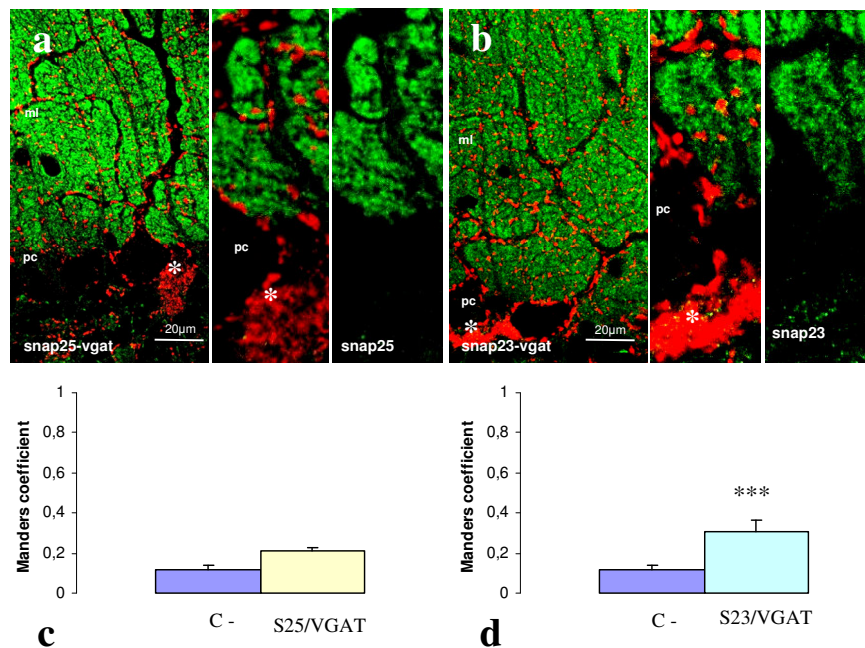 a
ml
pc
*
snap25-vgat
20µm
pc
*
snap25
b
ml
pc
*
snap23-vgat
20µm
pc
*
snap23
Manders coefficient
1
0,8
0,6
0,4
0,2
0
C -
S25/VGAT
c
Manders coefficient
1
0,8
0,6
0,4
0,2
0
***
C -
S23/VGAT
d